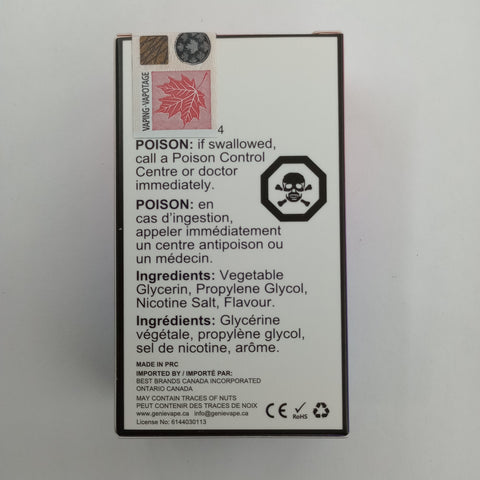 VAPING·VAPOTAGE
4
POISON: if swallowed,
call a Poison Control
Centre or doctor
immediately.
POISON: en
cas d'ingestion,
appeler immédiatement
un centre antipoison ou
un médecin.
Ingredients: Vegetable
Glycerin, Propylene Glycol,
Nicotine Salt, Flavour.
Ingrédients: Glycérine
végétale, propylène glycol,
sel de nicotine, arôme.
MADE IN PRC
IMPORTED BY / IMPORTÉ PAR:
BEST BRANDS CANADA INCORPORATED
ONTARIO CANADA
MAY CONTAIN TRACES OF NUTS
PEUT CONTENIR DES TRACES DE NOIX
www.genievape.ca info@genievape.ca
License No: 6144030113
CE RoHS